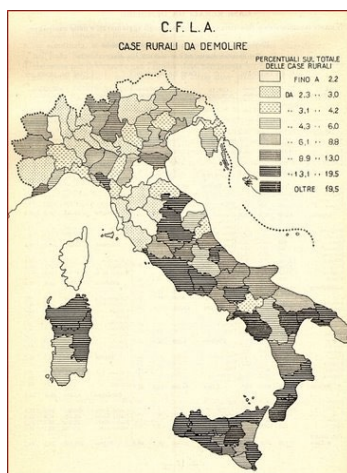 C.F.L.A.
CASE RURALI DA DEMOLIRE
PERCENTUALI SUL TOTALE
DELLE CASE RURALI
FINO A 2,2
DA 2,3 " 3,0
" 3,1 " 4,2
" 4,3 " 6,0
" 6,1 " 8,8
" 8,9 " 13,0
" 13,1 " 19,5
OLTRE 19,5